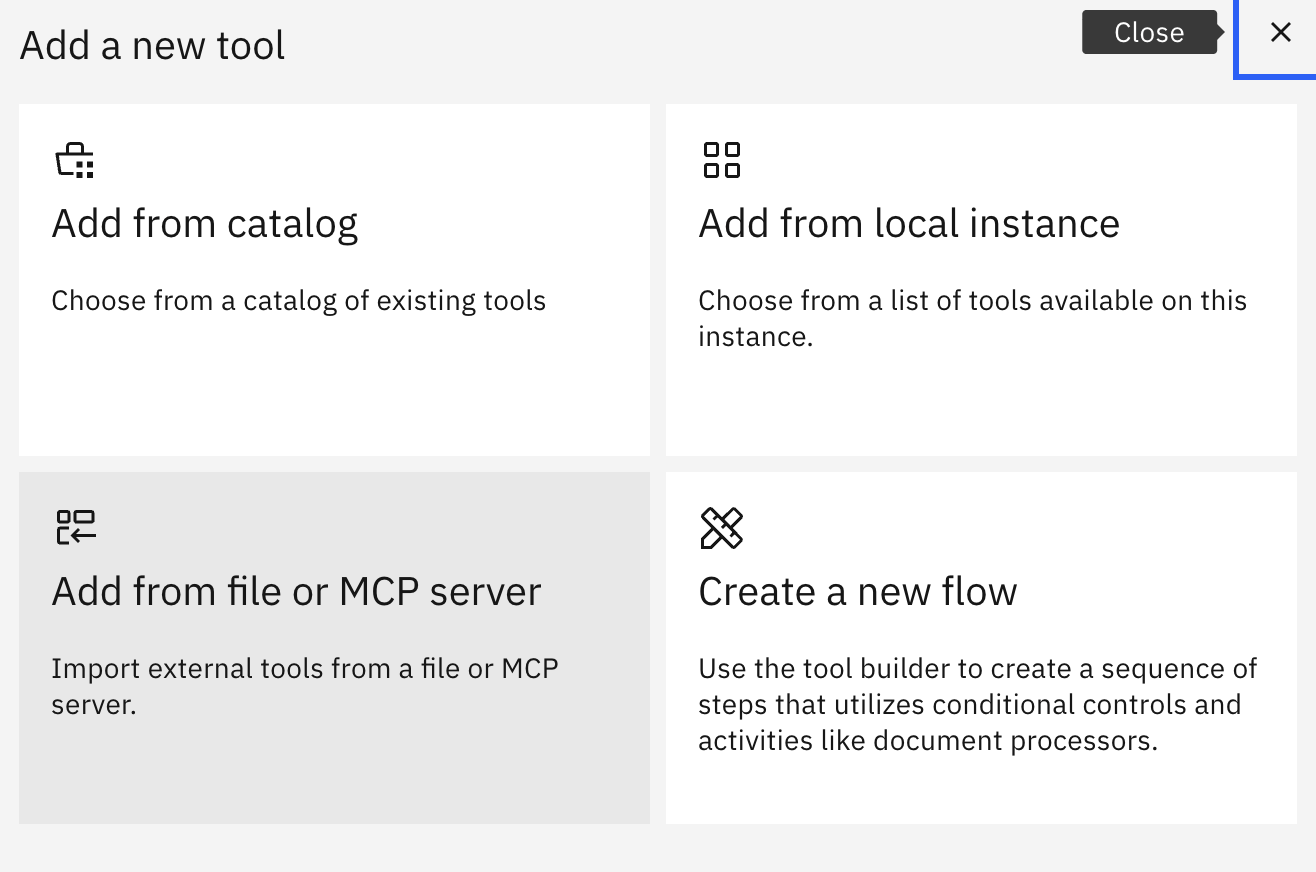 Add a new tool
Close
Add from catalog
Choose from a catalog of existing tools
Add from local instance
Choose from a list of tools available on this
instance.
Add from file or MCP server
Import external tools from a file or MCP
server.
Create a new flow
Use the tool builder to create a sequence of
steps that utilizes conditional controls and
activities like document processors.